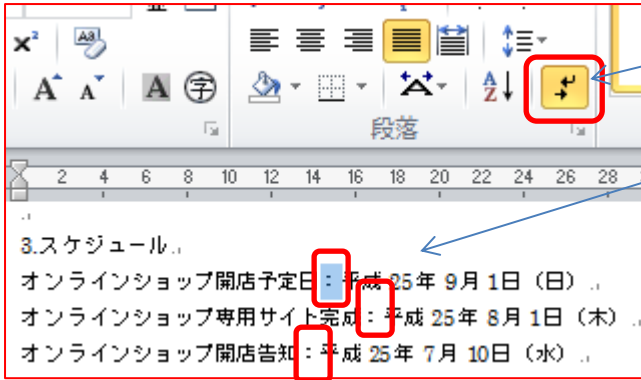 x²
A A A 字
A Z
段落
2 4 6 8 10 12 14 16 18 20 22 24 26 28
3.スケジュール
オンラインショップ開店予定日：平成 25年 9月 1日（日）
オンラインショップ専用サイト完成：平成 25年 8月 1日（木）
オンラインショップ開店告知：平成 25年 7月 10日（水）